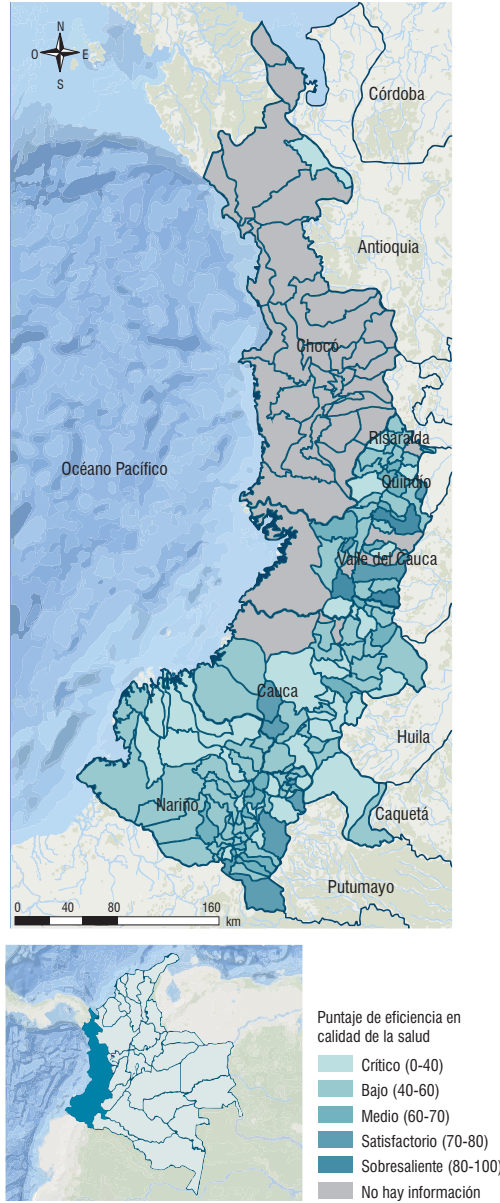 N
O E
S
Córdoba
Antioquia
Chocó
Risaralda
Océano Pacífico
Quindío
Valle del Cauca
Cauca
Huila
Nariño
Caquetá
Putumayo
0 40 80 160
km
Puntaje de eficiencia en
calidad de la salud
Crítico (0-40)
Bajo (40-60)
Medio (60-70)
Satisfactorio (70-80)
Sobresaliente (80-100)
No hay información